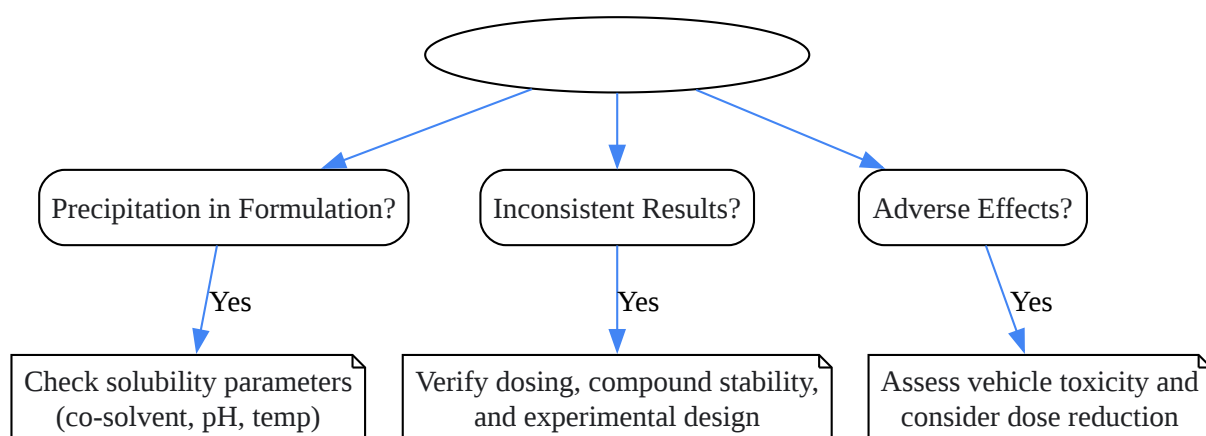 Precipitation in Formulation?
Inconsistent Results?
Adverse Effects?
Yes
Yes
Yes
Check solubility parameters
(co-solvent, pH, temp)
Verify dosing, compound stability,
and experimental design
Assess vehicle toxicity and
consider dose reduction